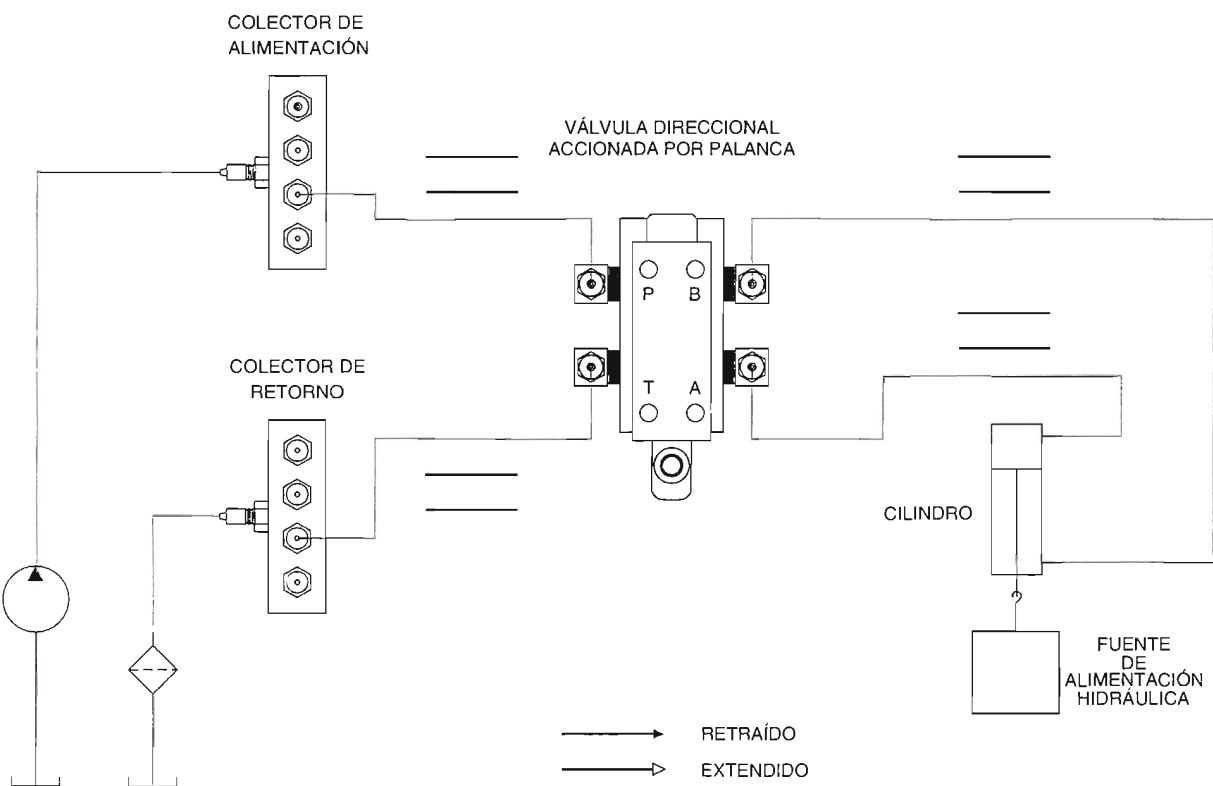 COLECTOR DE
ALIMENTACIÓN
VÁLVULA DIRECCIONAL
ACCIONADA POR PALANCA
P B
COLECTOR DE
RETORNO
T A
CILINDRO
FUENTE
DE
ALIMENTACIÓN
HIDRÁULICA
RETRAÍDO
EXTENDIDO